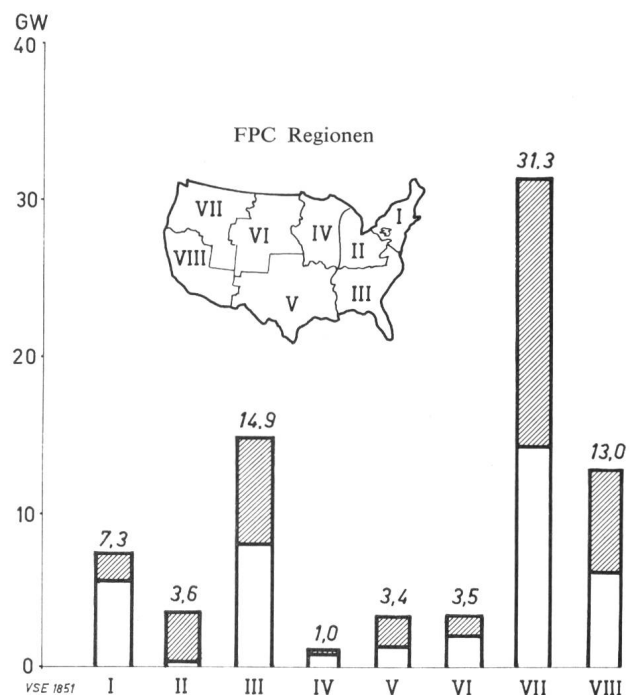 GW
40
30
20
10
0
FPC Regionen
VII
VI
IV
I
II
VIII
V
III
7,3
3,6
14,9
1,0
3,4
3,5
31,3
13,0
VSE 1851
I II III IV V VI VII VIII